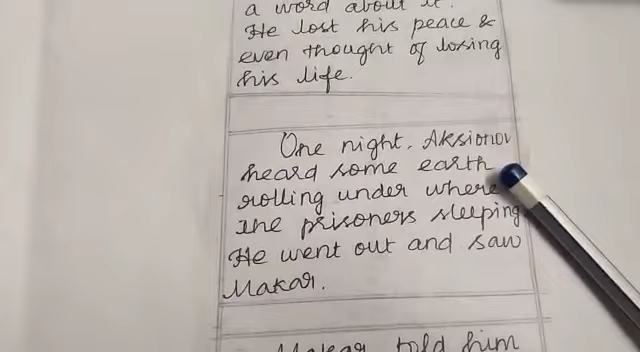 a word about it.
He lost his peace &
even thought of losing
his life.
One night, Aksionov
heard some earth
rolling under where
the prisoners sleeping
He went out and saw
Makar.
Makar told him